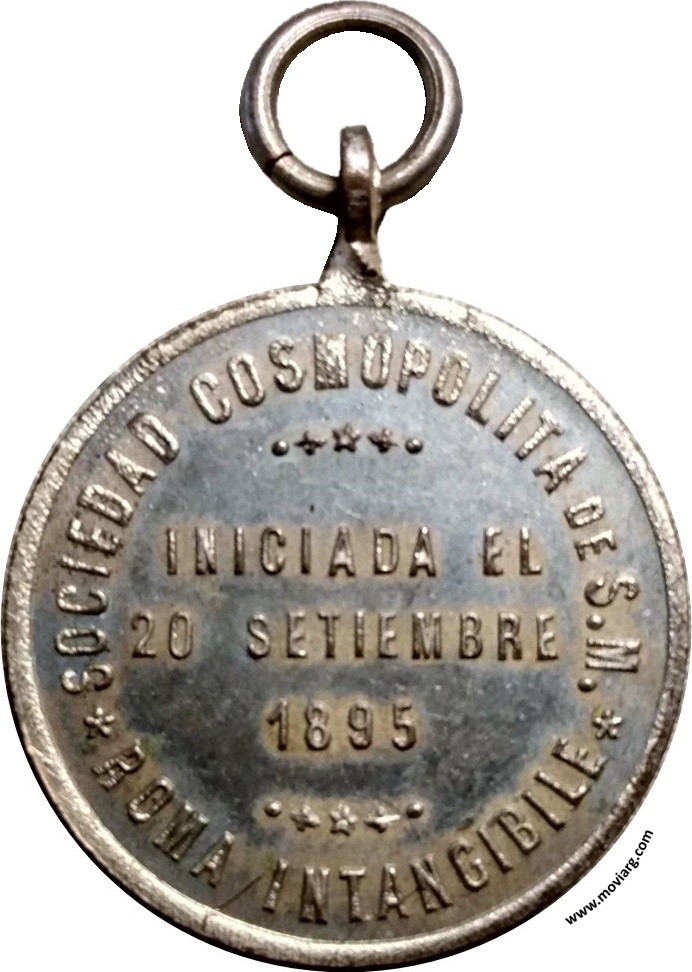 SOCIEDAD COSMOPOLITA DE S.M.
INICIADA EL
20 SETIEMBRE
1895
ROMA INTANGIBILE
www.moviarg.com